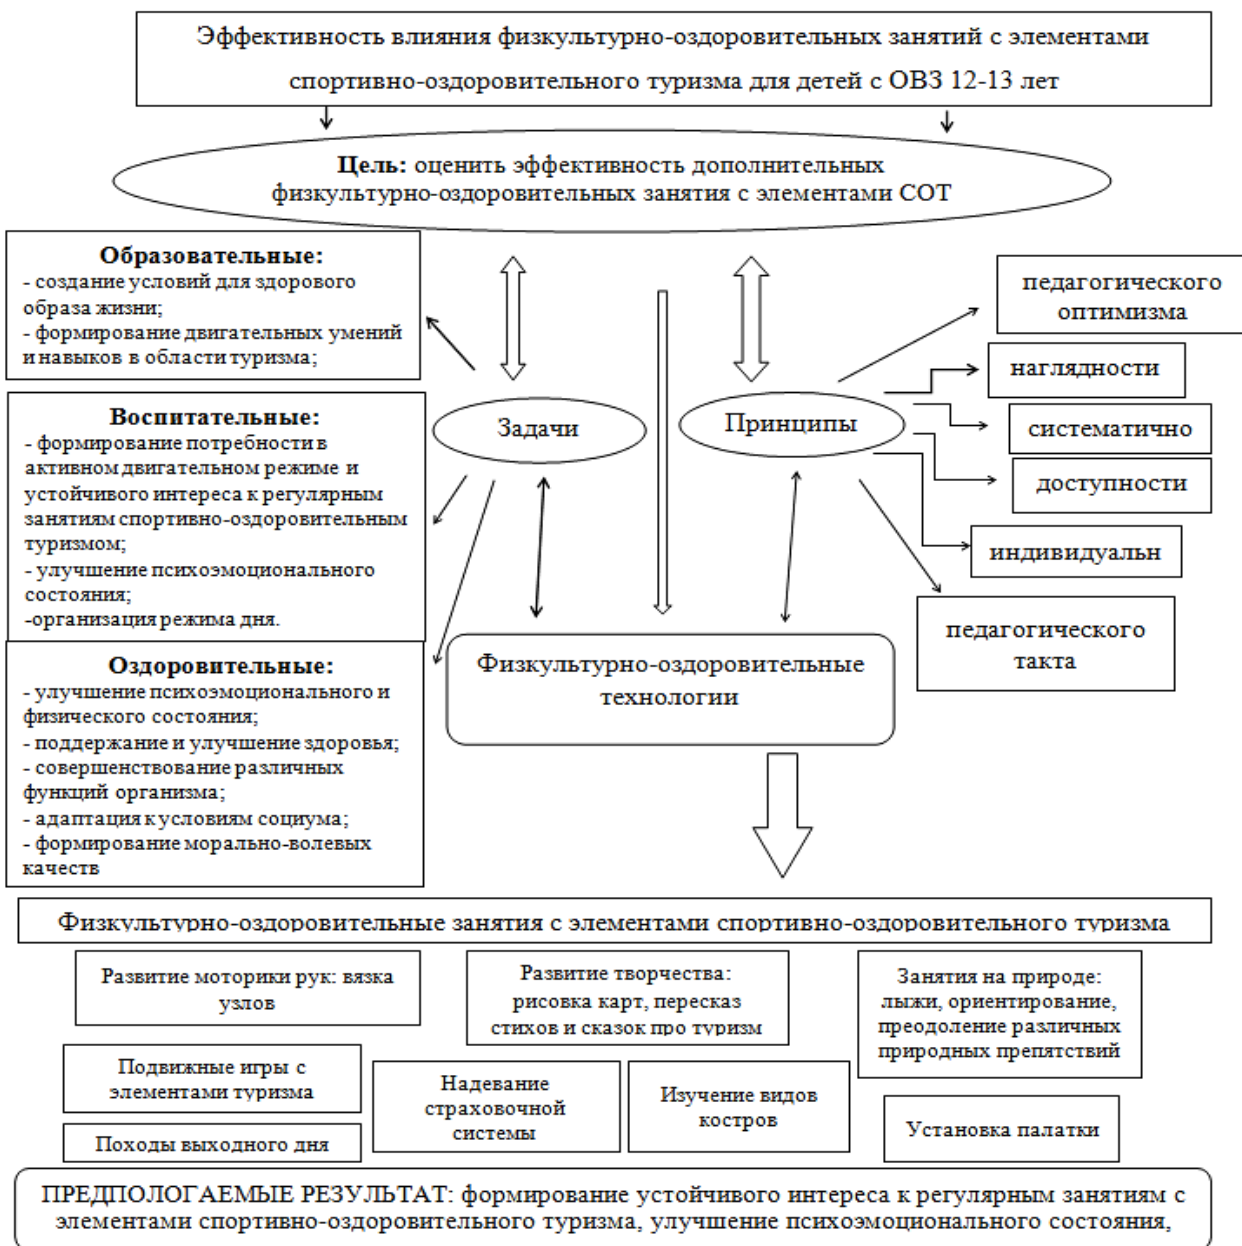 Эффективность влияния физкультурно-оздоровительных занятий с элементами
спортивно-оздоровительного туризма для детей с ОВЗ 12-13 лет
Цель: оценить эффективность дополнительных
физкультурно-оздоровительных занятия с элементами СОТ
Образовательные:
- создание условий для здорового
образа жизни;
- формирование двигательных умений
и навыков в области туризма;
Воспитательные:
- формирование потребности в
активном двигательном режиме и
устойчивого интереса к регулярным
занятиям спортивно-оздоровительным
туризмом;
- улучшение психоэмоционального
состояния;
-организация режима дня.
Оздоровительные:
- улучшение психоэмоционального и
физического состояния;
- поддержание и улучшение здоровья;
- совершенствование различных
функций организма;
- адаптация к условиям социума;
- формирование морально-волевых
качеств
Задачи
Принципы
педагогического
оптимизма
наглядности
систематично
доступности
индивидуальн
педагогического
такта
Физкультурно-оздоровительные
технологии
Физкультурно-оздоровительные занятия с элементами спортивно-оздоровительного туризма
Развитие моторики рук: вязка
узлов
Развитие творчества:
рисовка карт, пересказ
стихов и сказок про туризм
Занятия на природе:
лыжи, ориентирование,
преодоление различных
природных препятствий
Подвижные игры с
элементами туризма
Надевание
страховочной
системы
Изучение видов
костров
Установка палатки
Походы выходного дня
ПРЕДПОЛОГАЕМЫЕ РЕЗУЛЬТАТ: формирование устойчивого интереса к регулярным занятиям с
элементами спортивно-оздоровительного туризма, улучшение психоэмоционального состояния,